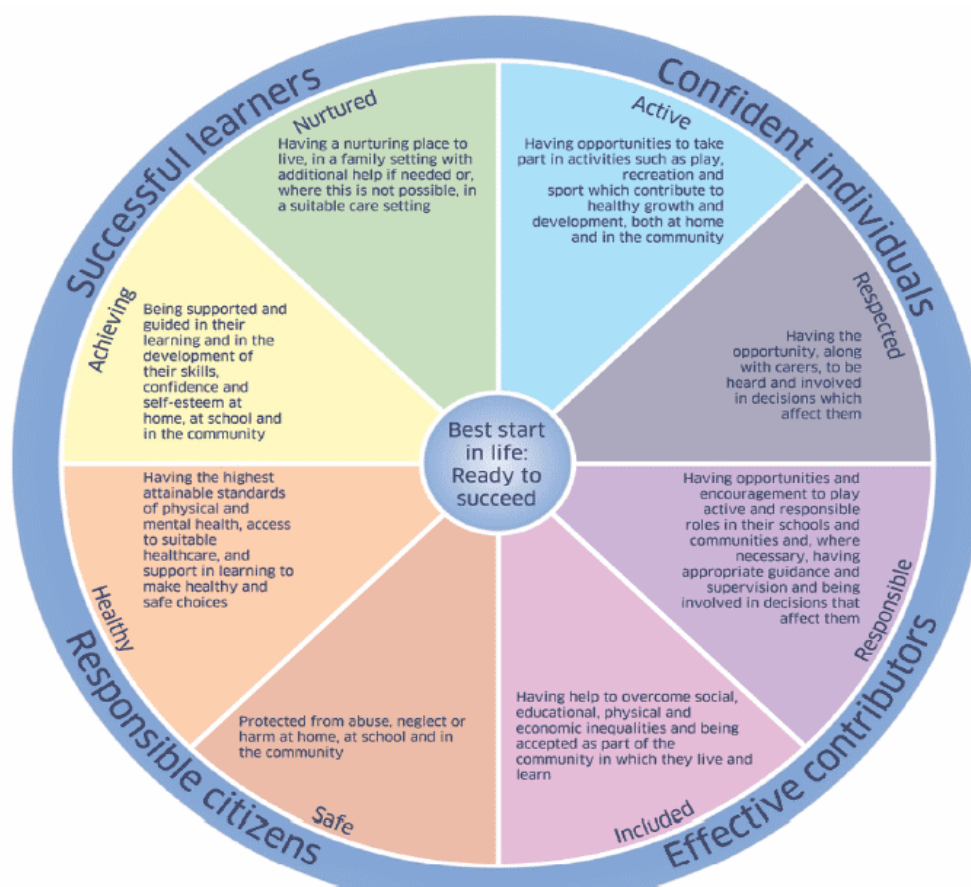 Successful learners
Confident individuals
Nurtured
Having a nurturing place to
live, in a family setting with
additional help if needed or,
where this is not possible, in
a suitable care setting
Active
Having opportunities to take
part in activities such as play,
recreation and
sport which contribute to
healthy growth and
development, both at home
and in the community
Achieving
Being supported and
guided in their
learning and in the
development of
their skills,
confidence and
self-esteem at
home, at school and
in the community
Respected
Having the
opportunity, along
with carers, to be
heard and involved
in decisions which
affect them
Best start
in life:
Ready to
succeed
Healthy
Having the highest
attainable standards
of physical and
mental health, access
to suitable
healthcare, and
support in learning to
make healthy and
safe choices
Responsible
Having opportunities and
encouragement to play
active and responsible
roles in their schools and
communities and, where
necessary, having
appropriate guidance and
supervision and being
involved in decisions that
affect them
Safe
Protected from abuse, neglect or
harm at home, at school and in
the community
Included
Having help to overcome social,
educational, physical and
economic inequalities and being
accepted as part of the
community in which they live and
learn
Responsible citizens
Effective contributors